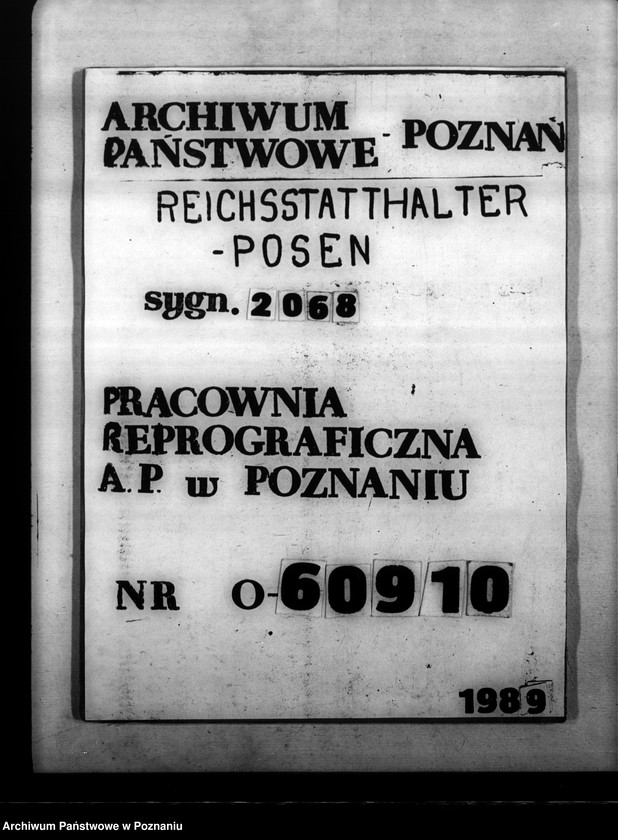 ARCHIWUM
PAŃSTWOWE - POZNAŃ
REICHSSTATTHALTER
-POSEN
sygn. 2068
PRACOWNIA
REPROGRAFICZNA
A.P. w POZNANIU
NR O-60910
1989
Archiwum Państwowe w Poznaniu